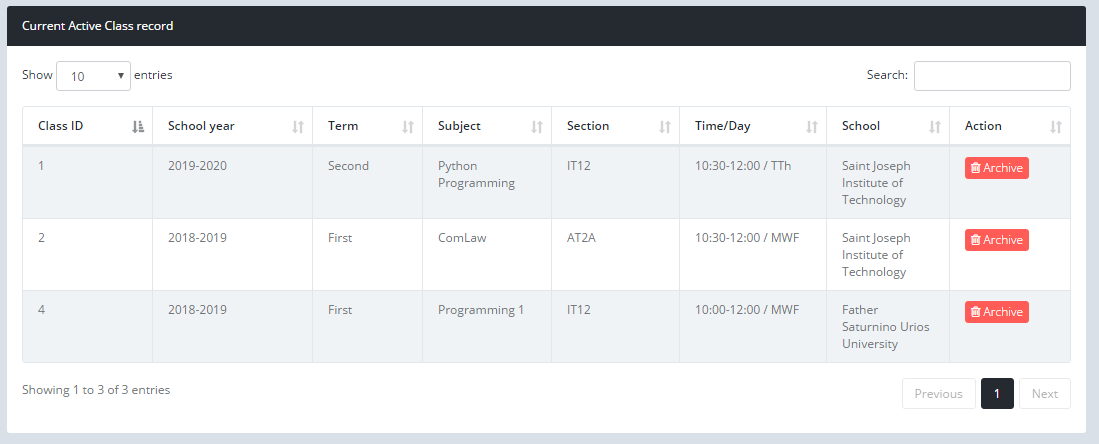 Current Active Class record
Show 10 entries Search:
Class ID School year Term Subject Section Time/Day School Action
1 2019-2020 Second Python Programming IT12 10:30-12:00 / TTh Saint Joseph Institute of Technology Archive
2 2018-2019 First ComLaw AT2A 10:30-12:00 / MWF Saint Joseph Institute of Technology Archive
4 2018-2019 First Programming 1 IT12 10:00-12:00 / MWF Father Saturnino Urios University Archive
Showing 1 to 3 of 3 entries Previous 1 Next